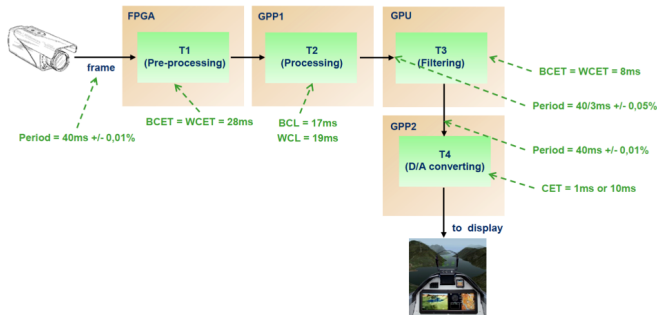 FPGA
GPP1
GPU
T1
(Pre-processing)
T2
(Processing)
T3
(Filtering)
frame
BCET = WCET = 8ms
Period = 40/3ms +/- 0,05%
BCET = WCET = 28ms
BCL = 17ms
WCL = 19ms
Period = 40ms +/- 0,01%
GPP2
Period = 40ms +/- 0,01%
T4
(D/A converting)
CET = 1ms or 10ms
to display